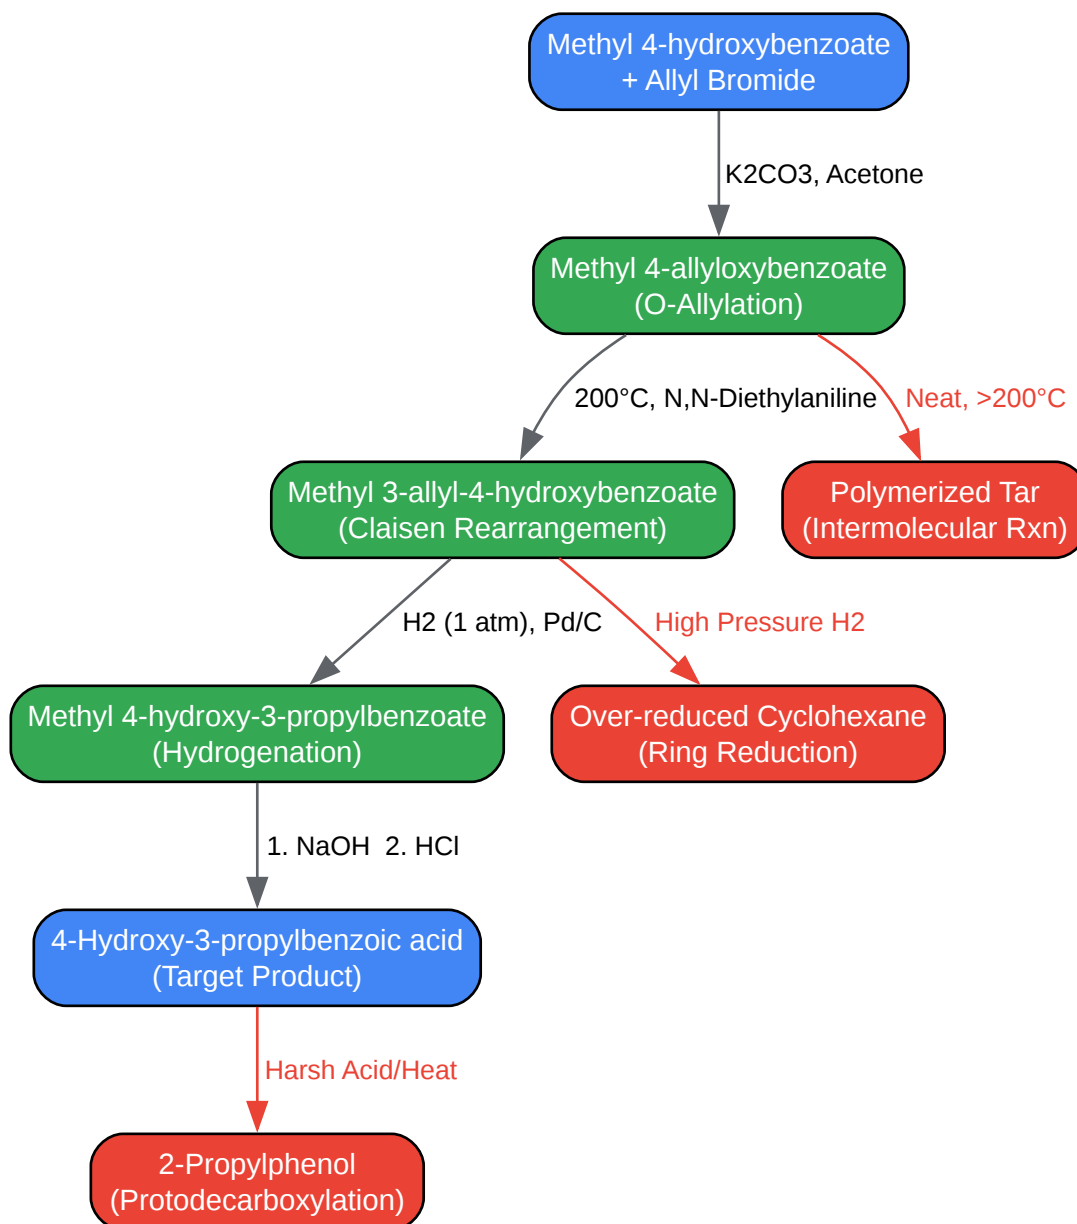 Methyl 4-hydroxybenzoate
+ Allyl Bromide
K2CO3, Acetone
Methyl 4-allyloxybenzoate
(O-Allylation)
200°C, N,N-Diethylaniline
Neat, >200°C
Methyl 3-allyl-4-hydroxybenzoate
(Claisen Rearrangement)
Polymerized Tar
(Intermolecular Rxn)
H2 (1 atm), Pd/C
High Pressure H2
Methyl 4-hydroxy-3-propylbenzoate
(Hydrogenation)
Over-reduced Cyclohexane
(Ring Reduction)
1. NaOH  2. HCl
4-Hydroxy-3-propylbenzoic acid
(Target Product)
Harsh Acid/Heat
2-Propylphenol
(Protodecarboxylation)